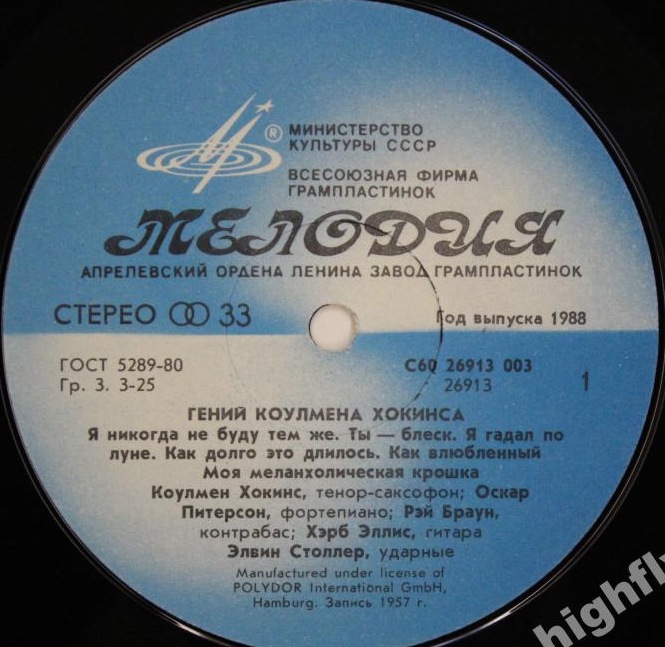 ®
МИНИСТЕРСТВО
КУЛЬТУРЫ СССР
ВСЕСОЮЗНАЯ ФИРМА
ГРАМПЛАСТИНОК
МЕЛОДИЯ
АПРЕЛЕВСКИЙ ОРДЕНА ЛЕНИНА ЗАВОД ГРАМПЛАСТИНОК
СТЕРЕО 33
Год выпуска 1988
ГОСТ 5289-80
Гр. 3. 3-25
С60 26913 003
26913
1
ГЕНИЙ КОУЛМЕНА ХОКИНСА
Я никогда не буду тем же. Ты — блеск. Я гадал по
луне. Как долго это длилось. Как влюбленный
Моя меланхолическая крошка
Коулмен Хокинс, тенор-саксофон; Оскар
Питерсон, фортепиано; Рэй Браун,
контрабас; Хэрб Эллис, гитара
Элвин Столлер, ударные
Manufactured under license of
POLYDOR International GmbH,
Hamburg. Запись 1957 г.